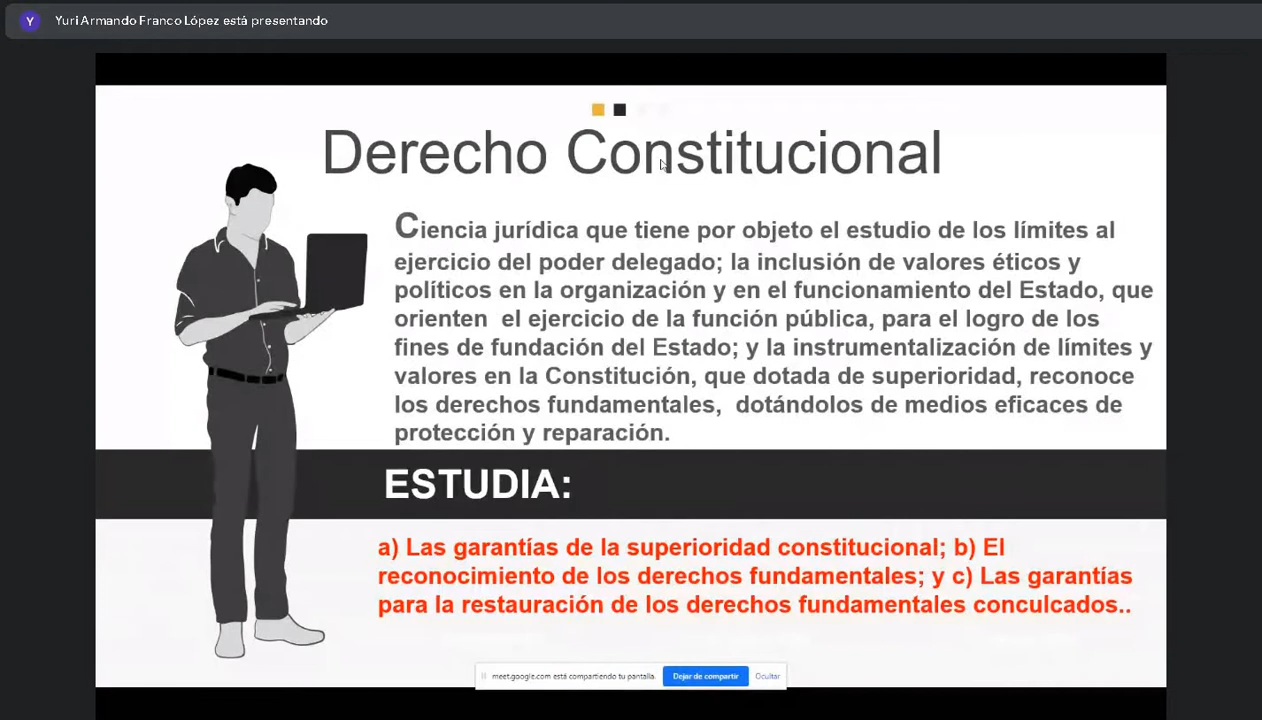 Y
Yuri Armando Franco López está presentando
Derecho Constitucional
Ciencia jurídica que tiene por objeto el estudio de los límites al
ejercicio del poder delegado; la inclusión de valores éticos y
políticos en la organización y en el funcionamiento del Estado, que
orienten el ejercicio de la función pública, para el logro de los
fines de fundación del Estado; y la instrumentalización de límites y
valores en la Constitución, que dotada de superioridad, reconoce
los derechos fundamentales, dotándolos de medios eficaces de
protección y reparación.
ESTUDIA:
a) Las garantías de la superioridad constitucional; b) El
reconocimiento de los derechos fundamentales; y c) Las garantías
para la restauración de los derechos fundamentales conculcados..
meet.google.com está compartiendo tu pantalla. Dejar de compartir Ocultar